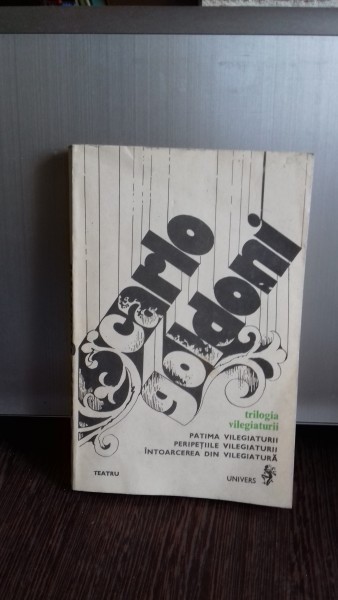 carlo
goldoni
trilogia
vilegiaturii
PATIMA VILEGIATURII
PERIPEȚIILE VILEGIATURII
ÎNTOARCEREA DIN VILEGIATURĂ
TEATRU
UNIVERS